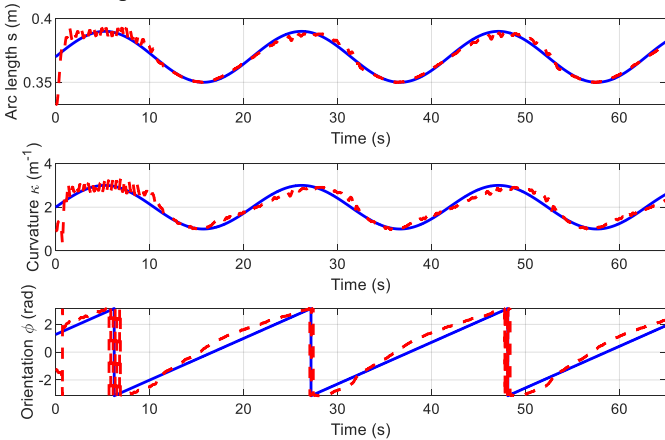 0.4
0.35
Arc length s (m)
0 10 20 30 40 50 60
Time (s)
4
2
0
Curvature κ (m⁻¹)
0 10 20 30 40 50 60
Time (s)
2
0
-2
Orientation ϕ (rad)
0 10 20 30 40 50 60
Time (s)